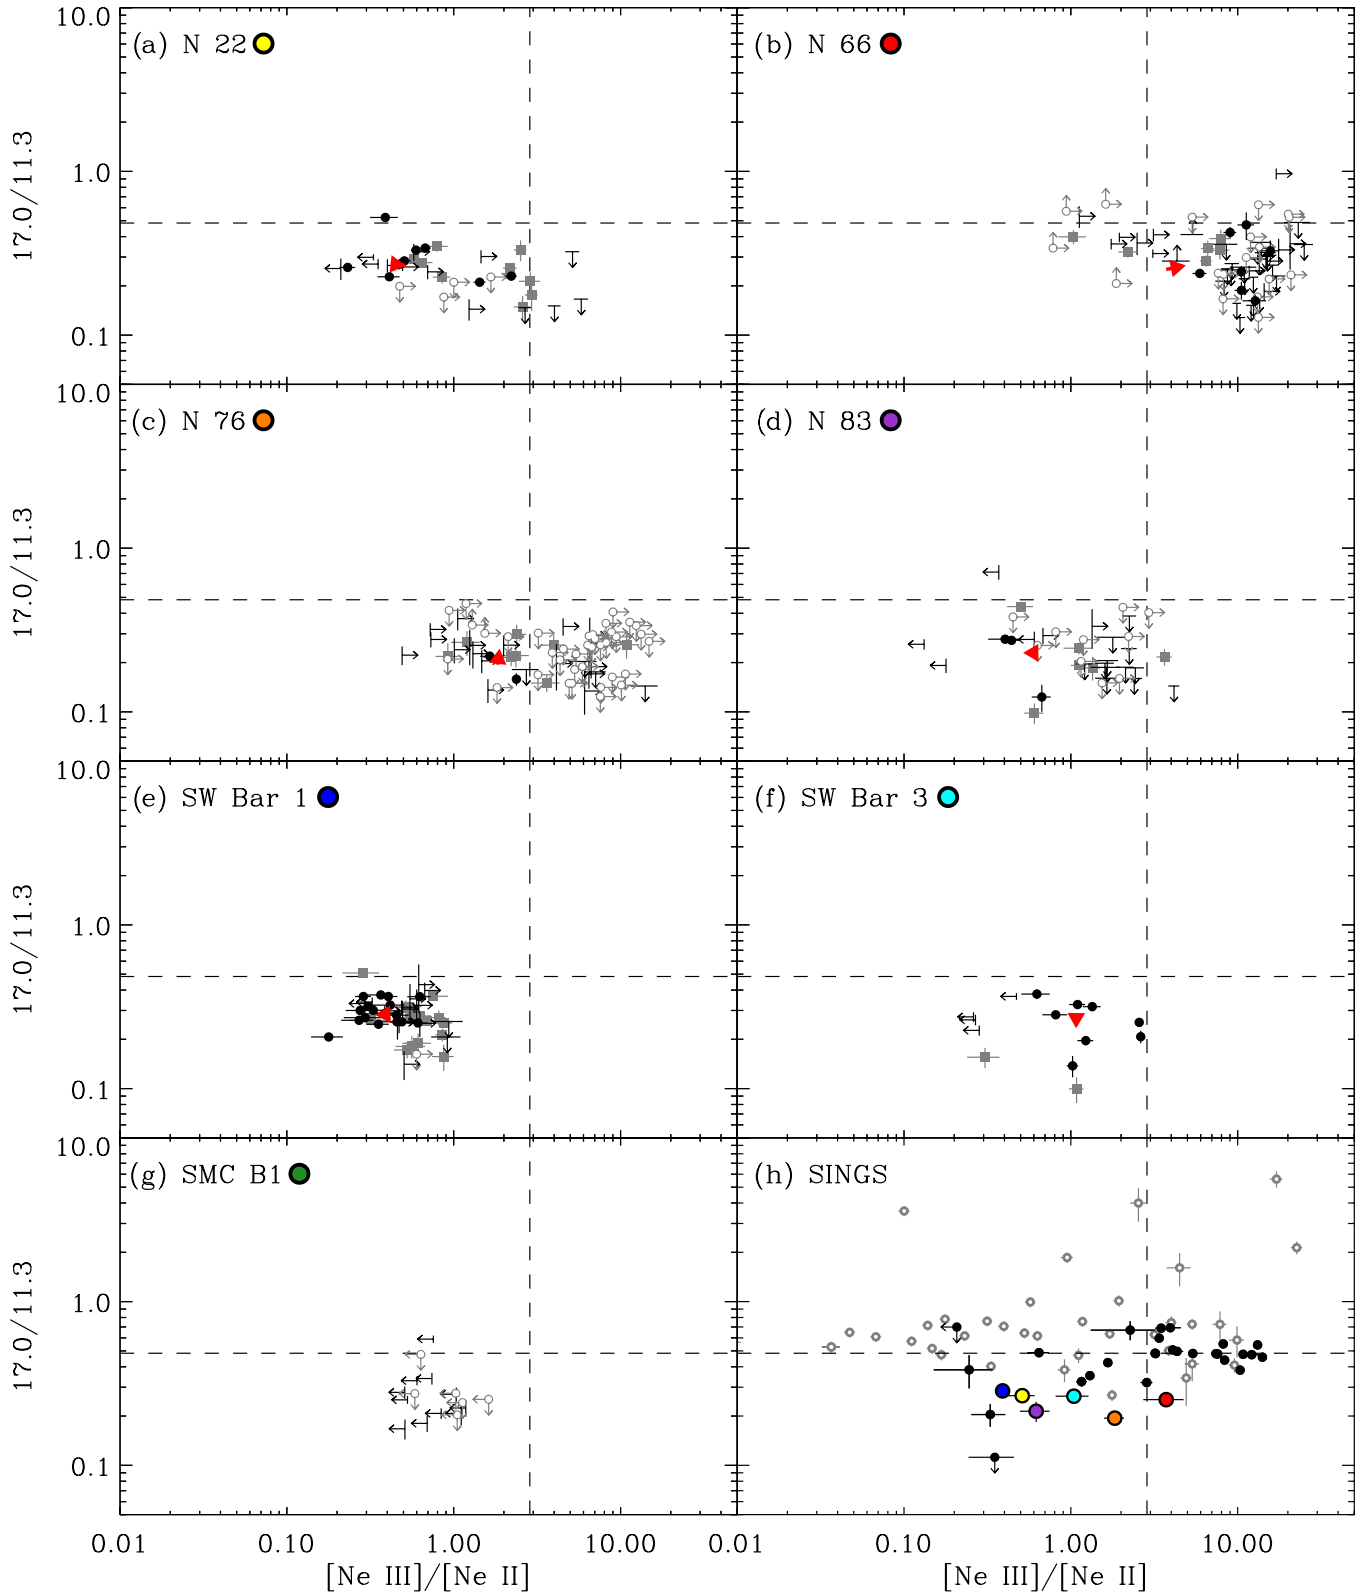 10.0
(a) N 22
(b) N 66
17.0/11.3
1.0
0.1
10.0
(c) N 76
(d) N 83
17.0/11.3
1.0
0.1
10.0
(e) SW Bar 1
(f) SW Bar 3
17.0/11.3
1.0
0.1
10.0
(g) SMC B1
(h) SINGS
17.0/11.3
1.0
0.1
0.01 0.10 1.00 10.00 0.01 0.10 1.00 10.00
[Ne III]/[Ne II] [Ne III]/[Ne II]